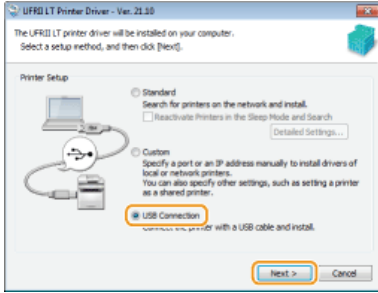 UFRII LT Printer Driver - Ver. 21.10
The UFRII LT printer driver will be installed on your computer.
Select a setup method, and then click [Next].
Printer Setup
Standard
Search for printers on the network and install.
Reactivate Printers in the Sleep Mode and Search
Detailed Settings...
Custom
Specify a port or an IP address manually to install drivers of
local or network printers.
You can also specify other settings, such as setting a printer
as a shared printer.
USB Connection
Connect the printer with a USB cable and install.
Next >
Cancel